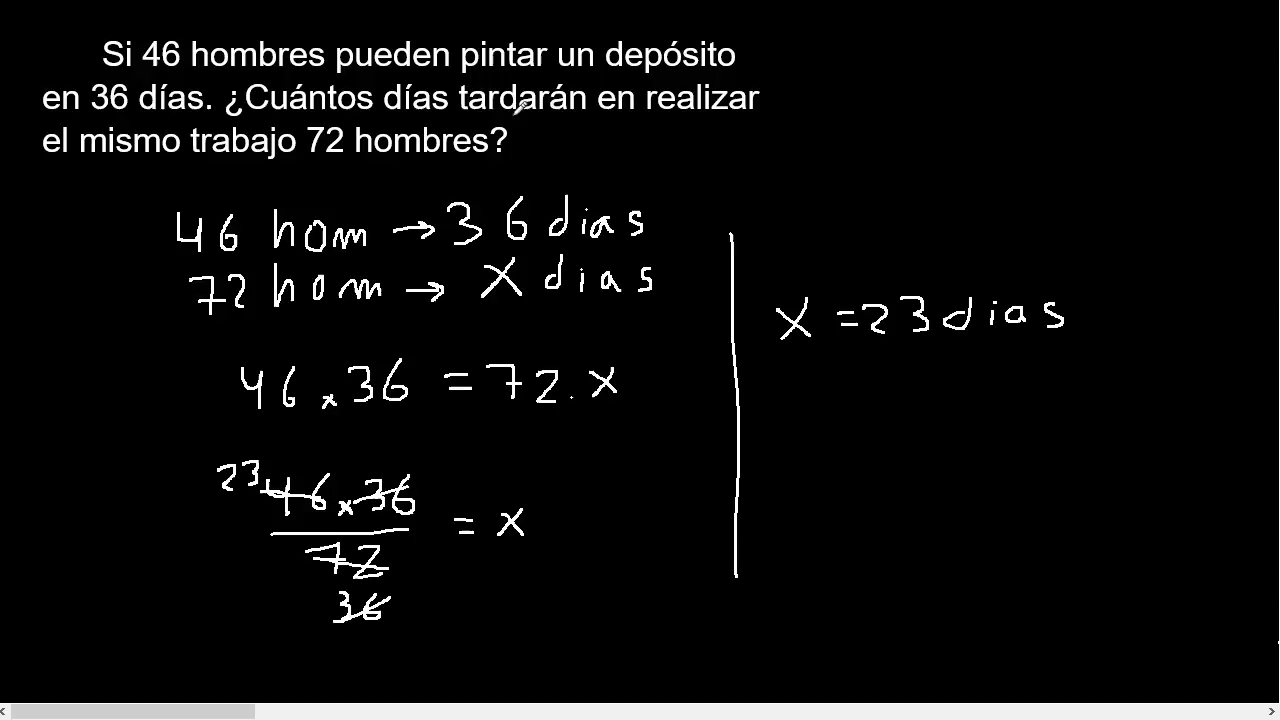 Si 46 hombres pueden pintar un depósito
en 36 días. ¿Cuántos días tardarán en realizar
el mismo trabajo 72 hombres?
46 hom → 36 dias
72 hom → X dias
46 x 36 = 72 . x
23 46 x 36
72
36
= x
X = 23 dias